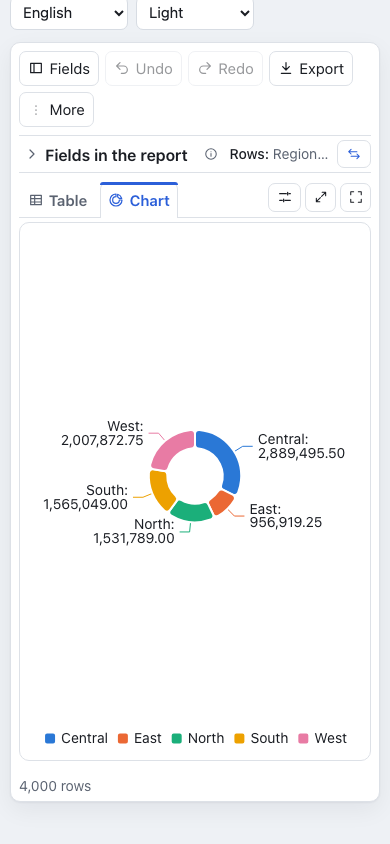 English
Light
Fields
Undo
Redo
Export
More
Fields in the report
Rows: Region...
Table
Chart
West:
2,007,872.75
Central:
2,889,495.50
South:
1,565,049.00
East:
956,919.25
North:
1,531,789.00
Central East North South West
4,000 rows